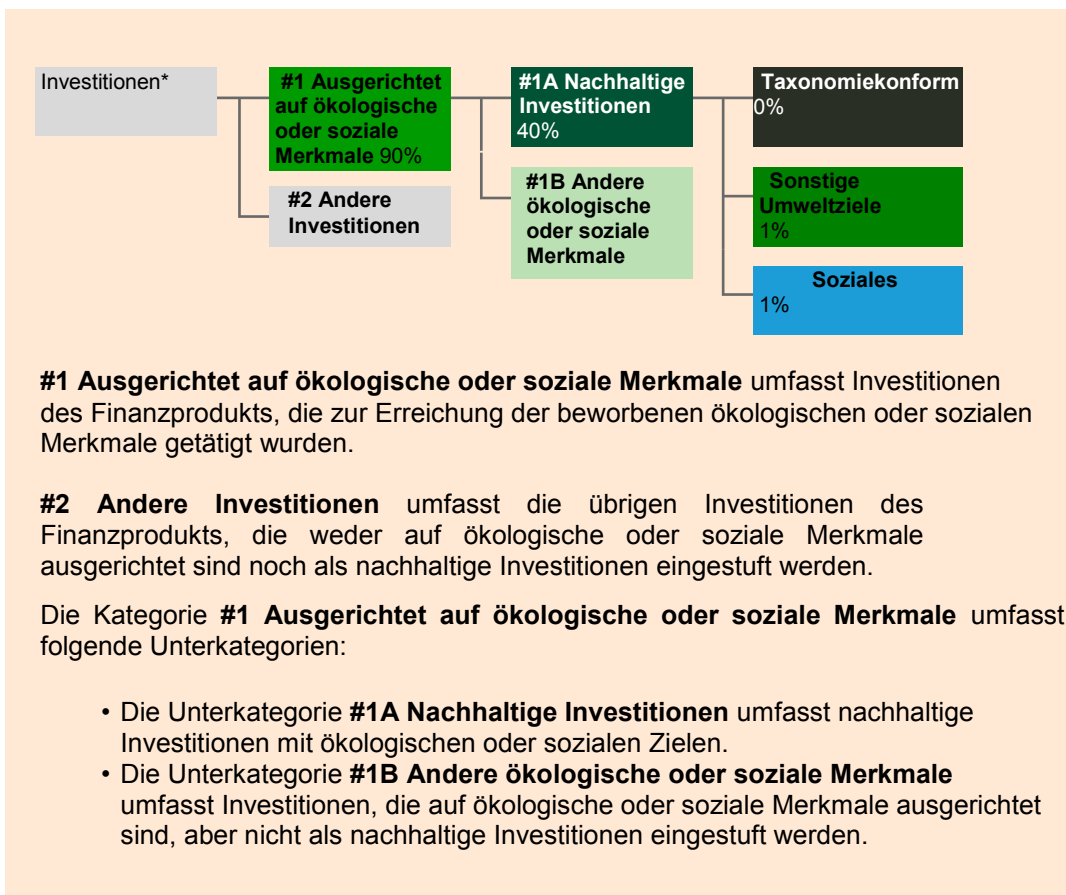 Investitionen*
#1 Ausgerichtet
auf ökologische
oder soziale
Merkmale 90%
#2 Andere
Investitionen
#1A Nachhaltige
Investitionen
40%
#1B Andere
ökologische
oder soziale
Merkmale
Taxonomiekonform
0%
Sonstige
Umweltziele
1%
Soziales
1%
#1 Ausgerichtet auf ökologische oder soziale Merkmale umfasst Investitionen
des Finanzprodukts, die zur Erreichung der beworbenen ökologischen oder sozialen
Merkmale getätigt wurden.
#2 Andere Investitionen umfasst die übrigen Investitionen des
Finanzprodukts, die weder auf ökologische oder soziale Merkmale
ausgerichtet sind noch als nachhaltige Investitionen eingestuft werden.
Die Kategorie #1 Ausgerichtet auf ökologische oder soziale Merkmale umfasst
folgende Unterkategorien:
• Die Unterkategorie #1A Nachhaltige Investitionen umfasst nachhaltige
Investitionen mit ökologischen oder sozialen Zielen.
• Die Unterkategorie #1B Andere ökologische oder soziale Merkmale
umfasst Investitionen, die auf ökologische oder soziale Merkmale ausgerichtet
sind, aber nicht als nachhaltige Investitionen eingestuft werden.